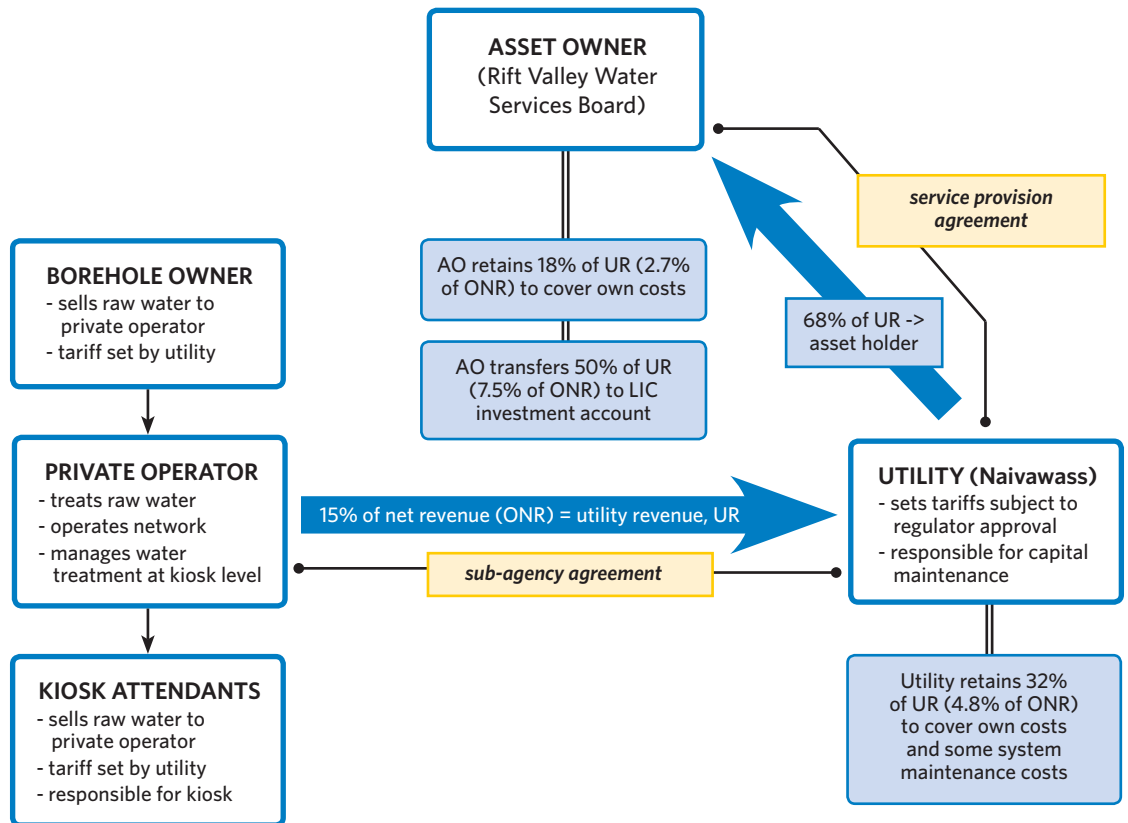 ASSET OWNER
(Rift Valley Water
Services Board)
service provision
agreement
AO retains 18% of UR (2.7%
of ONR) to cover own costs
68% of UR ->
asset holder
AO transfers 50% of UR
(7.5% of ONR) to LIC
investment account
BOREHOLE OWNER
- sells raw water to
private operator
- tariff set by utility
PRIVATE OPERATOR
- treats raw water
- operates network
- manages water
treatment at kiosk level
15% of net revenue (ONR) = utility revenue, UR
sub-agency agreement
UTILITY (Naivawass)
- sets tariffs subject to
regulator approval
- responsible for capital
maintenance
KIOSK ATTENDANTS
- sells raw water to
private operator
- tariff set by utility
- responsible for kiosk
Utility retains 32%
of UR (4.8% of ONR)
to cover own costs
and some system
maintenance costs